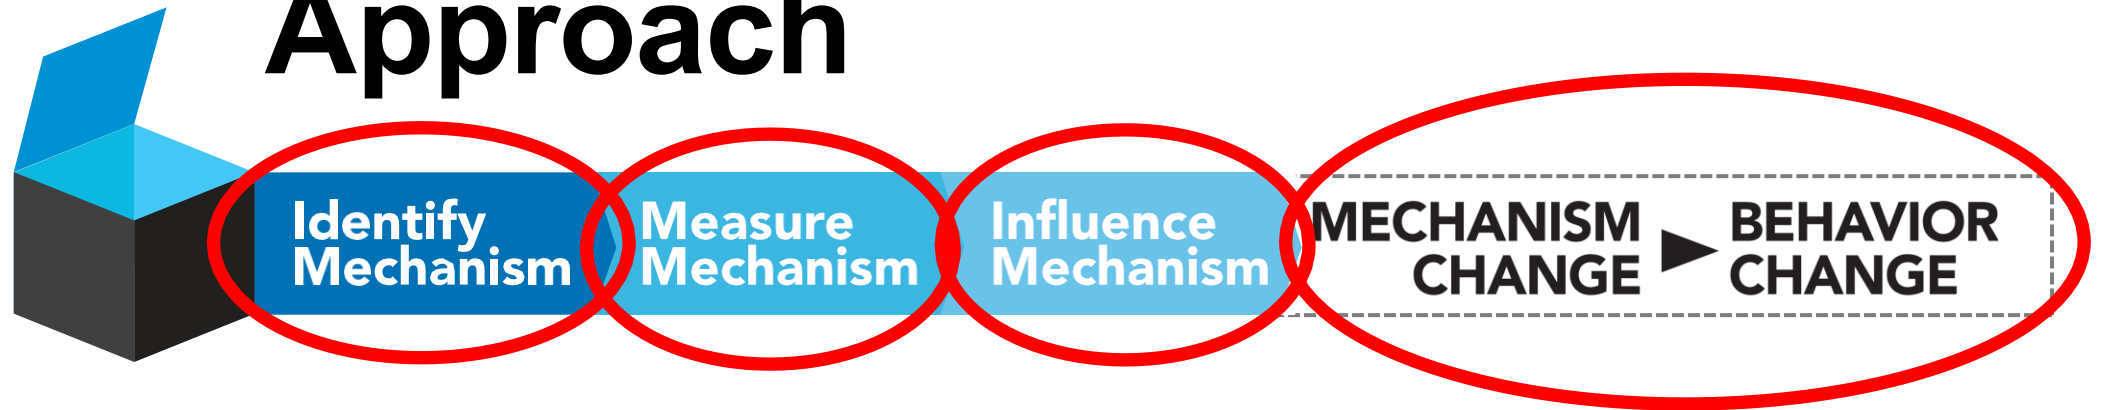 Approach
Identify
Mechanism
Measure
Mechanism
Influence
Mechanism
MECHANISM
CHANGE
BEHAVIOR
CHANGE